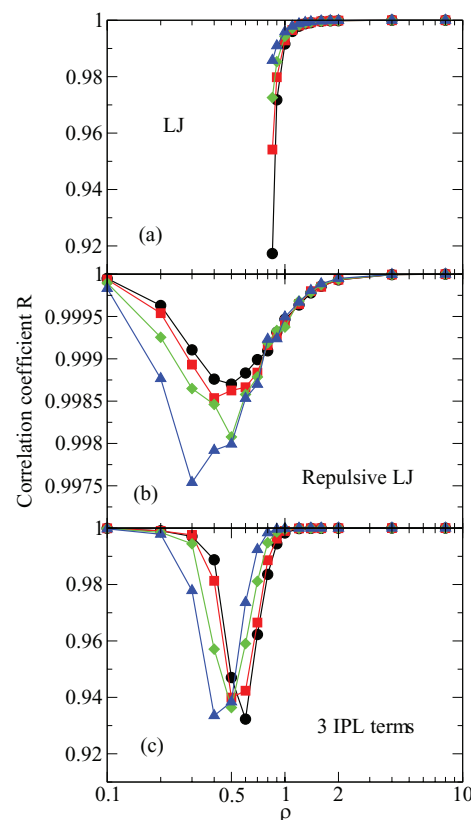 1
0.98
0.96
0.94
0.92
LJ
(a)
1
0.9995
0.999
0.9985
0.998
0.9975
Correlation coefficient R
(b)
Repulsive LJ
1
0.98
0.96
0.94
0.92
(c)
3 IPL terms
0.1
0.5
1
2
10
ρ